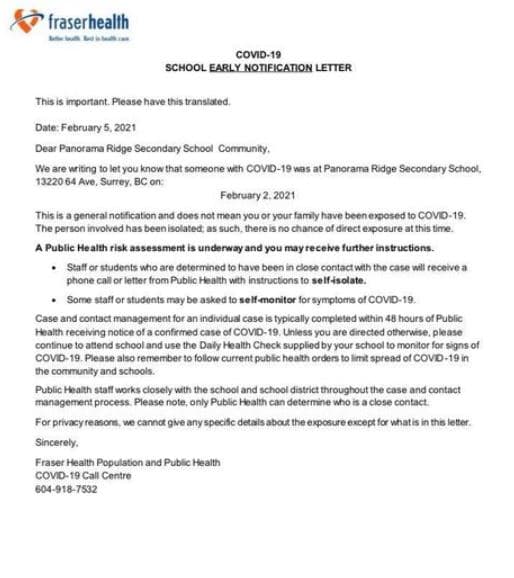 fraserhealth
Better health. Best in health care.
COVID-19
SCHOOL EARLY NOTIFICATION LETTER
This is important. Please have this translated.
Date: February 5, 2021
Dear Panorama Ridge Secondary School Community,
We are writing to let you know that someone with COVID-19 was at Panorama Ridge Secondary School,
13220 64 Ave, Surrey, BC on:
February 2, 2021
This is a general notification and does not mean you or your family have been exposed to COVID-19.
The person involved has been isolated; as such, there is no chance of direct exposure at this time.
A Public Health risk assessment is underway and you may receive further instructions.
• Staff or students who are determined to have been in close contact with the case will receive a
phone call or letter from Public Health with instructions to self-isolate.
• Some staff or students may be asked to self-monitor for symptoms of COVID-19.
Case and contact management for an individual case is typically completed within 48 hours of Public
Health receiving notice of a confirmed case of COVID-19. Unless you are directed otherwise, please
continue to attend school and use the Daily Health Check supplied by your school to monitor for signs of
COVID-19. Please also remember to follow current public health orders to limit spread of COVID-19 in
the community and schools.
Public Health staff works closely with the school and school district throughout the case and contact
management process. Please note, only Public Health can determine who is a close contact.
For privacy reasons, we cannot give any specific details about the exposure except for what is in this letter.
Sincerely,
Fraser Health Population and Public Health
COVID-19 Call Centre
604-918-7532